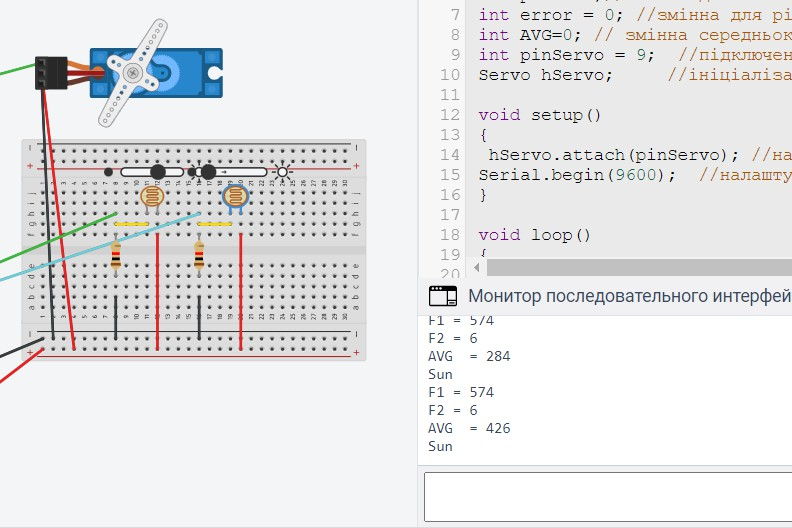 7 int error = 0; //змінна для рі
8 int AVG=0; // змінна середньок
9 int pinServo = 9; //підключен
10 Servo hServo; //ініціаліза
11
12 void setup()
13 {
14 hServo.attach(pinServo); //на
15 Serial.begin(9600); //налашту
16 }
17
18 void loop()
19 {
20
Монитор последовательного интерфей
F1 = 574
F2 = 6
AVG = 284
Sun
F1 = 574
F2 = 6
AVG = 426
Sun